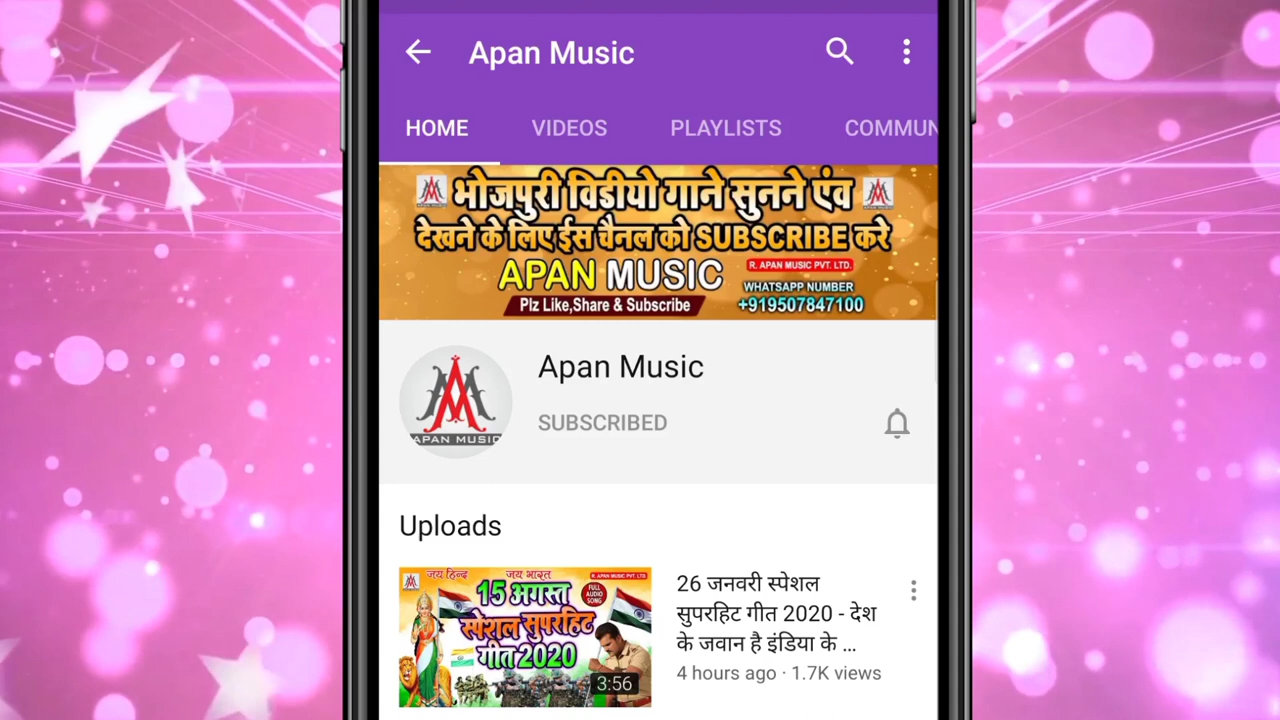 Apan Music
HOME VIDEOS PLAYLISTS COMMUN
भोजपुरी विडीयो गाने सुनने एंव
देखने के लिए ईस चैनल को SUBSCRIBE करे
APAN MUSIC
R. APAN MUSIC PVT. LTD.
WHATSAPP NUMBER
Plz Like,Share & Subscribe
+919507847100
Apan Music
SUBSCRIBED
APAN MUSIC
Uploads
जय हिन्द जय भारत
R. APAN MUSIC PVT. LTD
15 अगस्त
FULL AUDIO SONG
स्पेशल सुपरहिट
गीत 2020
3:56
26 जनवरी स्पेशल
सुपरहिट गीत 2020 - देश
के जवान है इंडिया के ...
4 hours ago · 1.7K views